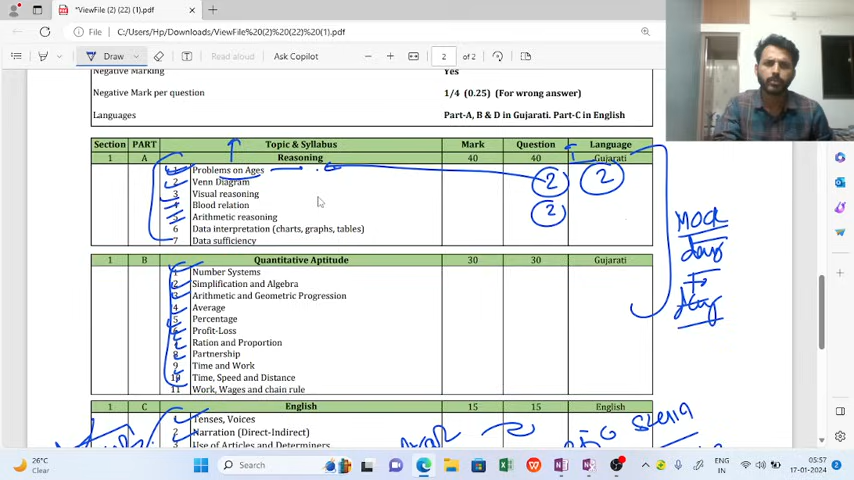 *ViewFile (2) (22) (1).pdf
File C:/Users/Hp/Downloads/ViewFile%20(2)%20(22)%20(1).pdf
Draw Read aloud Ask Copilot 2 of 2
Negative Marking Yes
Negative Mark per question 1/4 (0.25) (For wrong answer)
Languages Part-A, B & D in Gujarati. Part-C in English
Section PART Topic & Syllabus Mark Question Language
1 A Reasoning 40 40 Gujarati
1 Problems on Ages 2 2
2 Venn Diagram
3 Visual reasoning
4 Blood relation 2
5 Arithmetic reasoning
6 Data interpretation (charts, graphs, tables)
7 Data sufficiency
Mock
day
To
day
1 B Quantitative Aptitude 30 30 Gujarati
1 Number Systems
2 Simplification and Algebra
3 Arithmetic and Geometric Progression
4 Average
5 Percentage
6 Profit-Loss
7 Ration and Proportion
8 Partnership
9 Time and Work
10 Time, Speed and Distance
11 Work, Wages and chain rule
1 C English 15 15 English
1 Tenses, Voices
2 Narration (Direct-Indirect)
3 Use of Articles and Determiners
26°C
Clear
Search
ENG
IN
05:57
17-01-2024